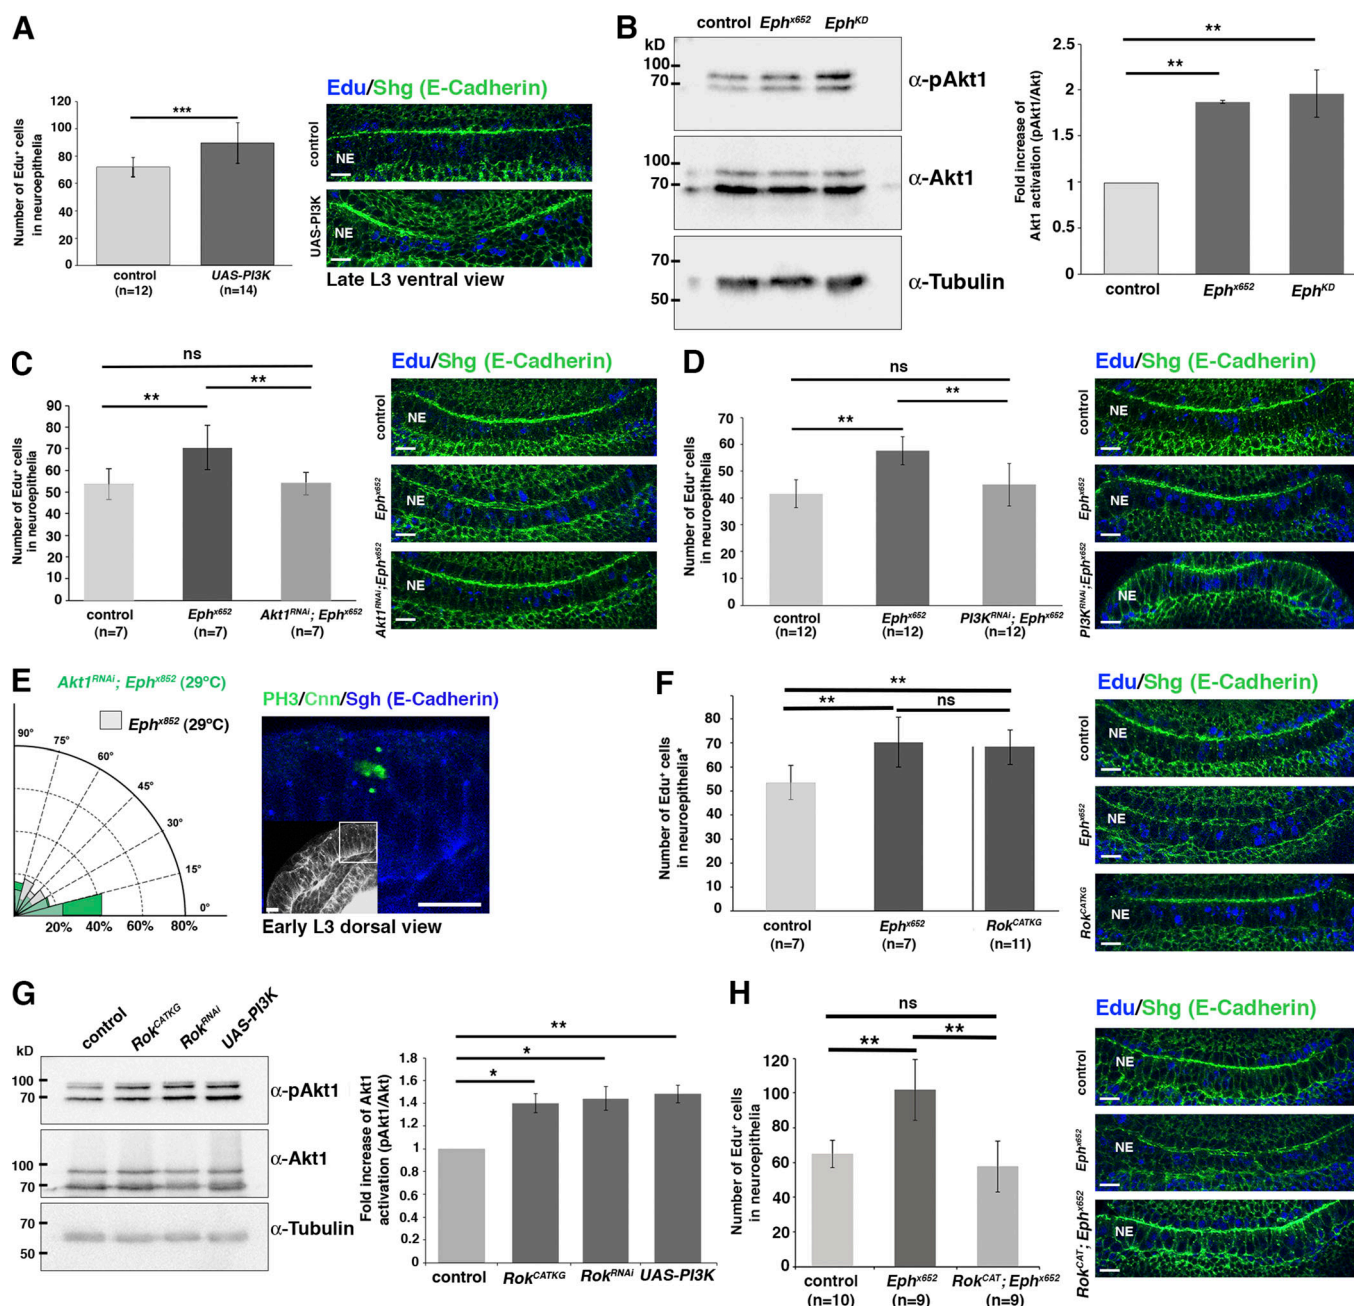 A
120
100
80
60
40
20
0
Number of Edu⁺ cells
in neuroepithelia
***
control
(n=12)
UAS-PI3K
(n=14)
Edu/Shg (E-Cadherin)
control
NE
UAS-PI3K
NE
Late L3 ventral view
B
control Ephˣ⁶⁵² Ephᴷᴰ
kD
100
70
α-pAkt1
100
70
α-Akt1
70
50
α-Tubulin
**
**
2.5
2
1.5
1
0.5
0
Fold increase of
Akt1 activation (pAkt1/Akt)
control
Ephˣ⁶⁵²
Ephᴷᴰ
C
ns
**
**
90
80
70
60
50
40
30
20
10
0
Number of Edu⁺ cells
in neuroepithelia
control
(n=7)
Ephˣ⁶⁵²
(n=7)
Akt1ᴿᴺᴬⁱ; Ephˣ⁶⁵²
(n=7)
Edu/Shg (E-Cadherin)
control
NE
Ephˣ⁶⁵²
NE
Akt1ᴿᴺᴬⁱ;Ephˣ⁶⁵²
NE
D
ns
**
**
70
60
50
40
30
20
10
0
Number of Edu⁺ cells
in neuroepithelia
control
(n=12)
Ephˣ⁶⁵²
(n=12)
PI3Kᴿᴺᴬⁱ; Ephˣ⁶⁵²
(n=12)
Edu/Shg (E-Cadherin)
control
NE
Ephˣ⁶⁵²
NE
PI3Kᴿᴺᴬⁱ;Ephˣ⁶⁵²
NE
E
Akt1ᴿᴺᴬⁱ; Ephˣ⁸⁵² (29ºC)
Ephˣ⁸⁵² (29ºC)
90°
75°
60°
45°
30°
15°
0°
20% 40% 60% 80%
PH3/Cnn/Sgh (E-Cadherin)
Early L3 dorsal view
F
**
**
ns
80
70
60
50
40
30
20
10
0
Number of Edu⁺ cells
in neuroepithelia*
control
(n=7)
Ephˣ⁶⁵²
(n=7)
Rokᶜᴬᵀᴷᴳ
(n=11)
Edu/Shg (E-Cadherin)
control
NE
Ephˣ⁶⁵²
NE
Rokᶜᴬᵀᴷᴳ
NE
G
control
Rokᶜᴬᵀᴷᴳ
Rokᴿᴺᴬⁱ
UAS-PI3K
kD
100
70
α-pAkt1
100
70
α-Akt1
70
50
α-Tubulin
**
*
*
1.8
1.6
1.4
1.2
1
0.8
0.6
0.4
0.2
0
Fold increase of Akt1
activation (pAkt1/Akt)
control
Rokᶜᴬᵀᴷᴳ
Rokᴿᴺᴬⁱ
UAS-PI3K
H
ns
**
**
120
100
80
60
40
20
0
Number of Edu⁺ cells
in neuroepithelia
control
(n=10)
Ephˣ⁶⁵²
(n=9)
Rokᶜᴬᵀ; Ephˣ⁶⁵²
(n=9)
Edu/Shg (E-Cadherin)
control
NE
Ephˣ⁶⁵²
NE
Rokᶜᴬᵀ; Ephˣ⁶⁵²
NE